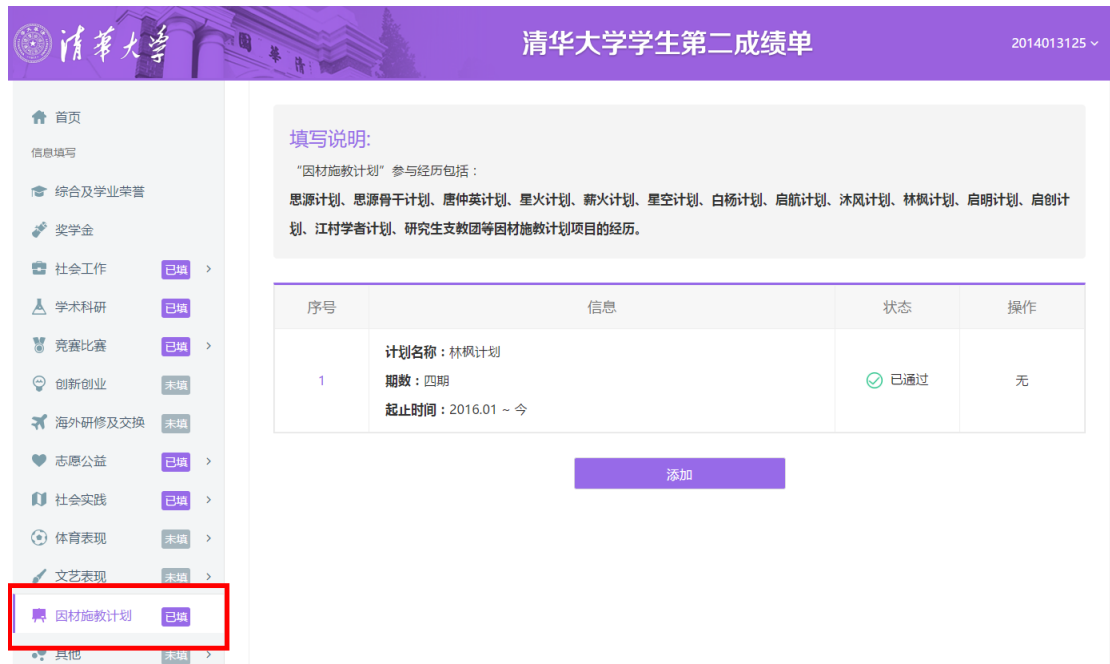 清华大学
清华大学学生第二成绩单
2014013125
首页
信息填写
综合及学业荣誉
奖学金
社会工作 已填
学术科研 已填
竞赛比赛 已填
创新创业 未填
海外研修及交换 未填
志愿公益 已填
社会实践 已填
体育表现 未填
文艺表现 未填
因材施教计划 已填
其他 未填
填写说明:
“因材施教计划”参与经历包括：
思源计划、思源骨干计划、唐仲英计划、星火计划、薪火计划、星空计划、白杨计划、启航计划、沐风计划、林枫计划、启明计划、启创计
划、江村学者计划、研究生支教团等因材施教计划项目的经历。
序号 信息 状态 操作
计划名称：林枫计划
1 期数：四期 已通过 无
起止时间：2016.01 ~ 今
添加